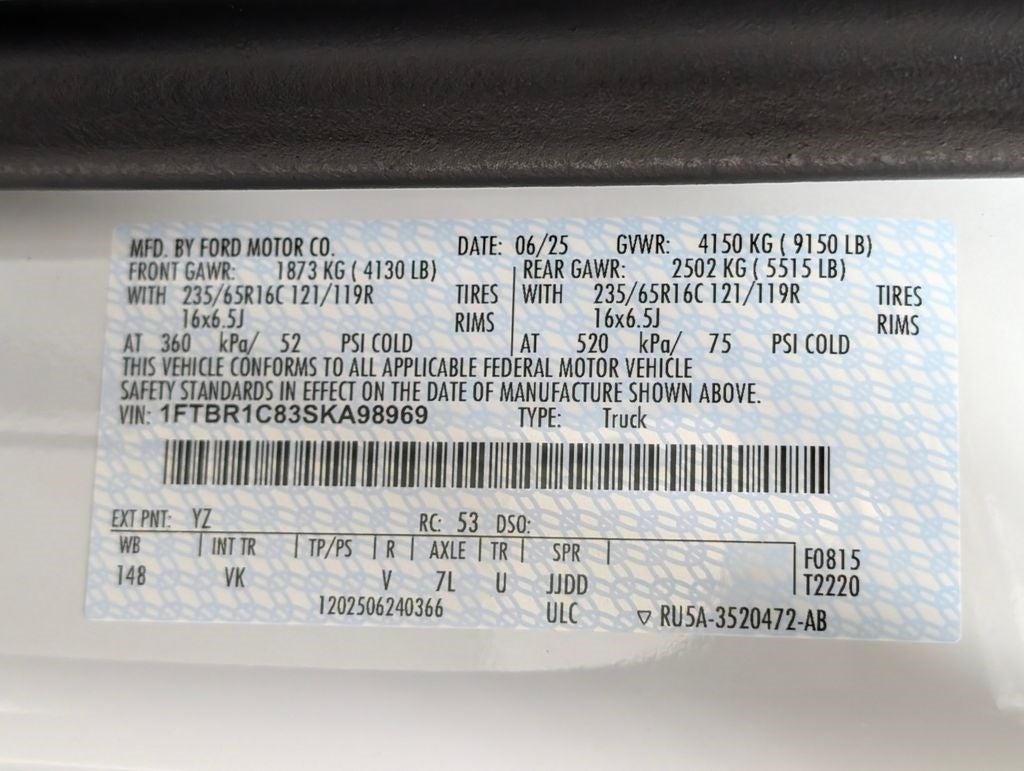 MFD. BY FORD MOTOR CO. DATE: 06/25 GVWR: 4150 KG ( 9150 LB)
FRONT GAWR: 1873 KG ( 4130 LB) REAR GAWR: 2502 KG ( 5515 LB)
WITH 235/65R16C 121/119R TIRES WITH 235/65R16C 121/119R TIRES
16x6.5J RIMS 16x6.5J RIMS
AT 360 kPa/ 52 PSI COLD AT 520 kPa/ 75 PSI COLD
THIS VEHICLE CONFORMS TO ALL APPLICABLE FEDERAL MOTOR VEHICLE
SAFETY STANDARDS IN EFFECT ON THE DATE OF MANUFACTURE SHOWN ABOVE.
VIN: 1FTBR1C83SKA98969 TYPE: Truck
EXT PNT: YZ RC: 53 DSO:
WB INT TR TP/PS R AXLE TR SPR F0815
148 VK V 7L U JJDD T2220
1202506240366 ULC ▽ RU5A-3520472-AB